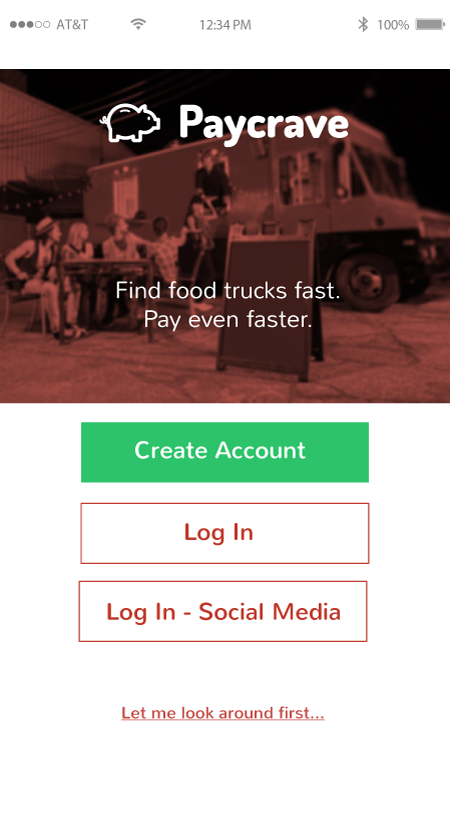 AT&T 12:34 PM 100%
Paycrave
Find food trucks fast.
Pay even faster.
Create Account
Log In
Log In - Social Media
Let me look around first...